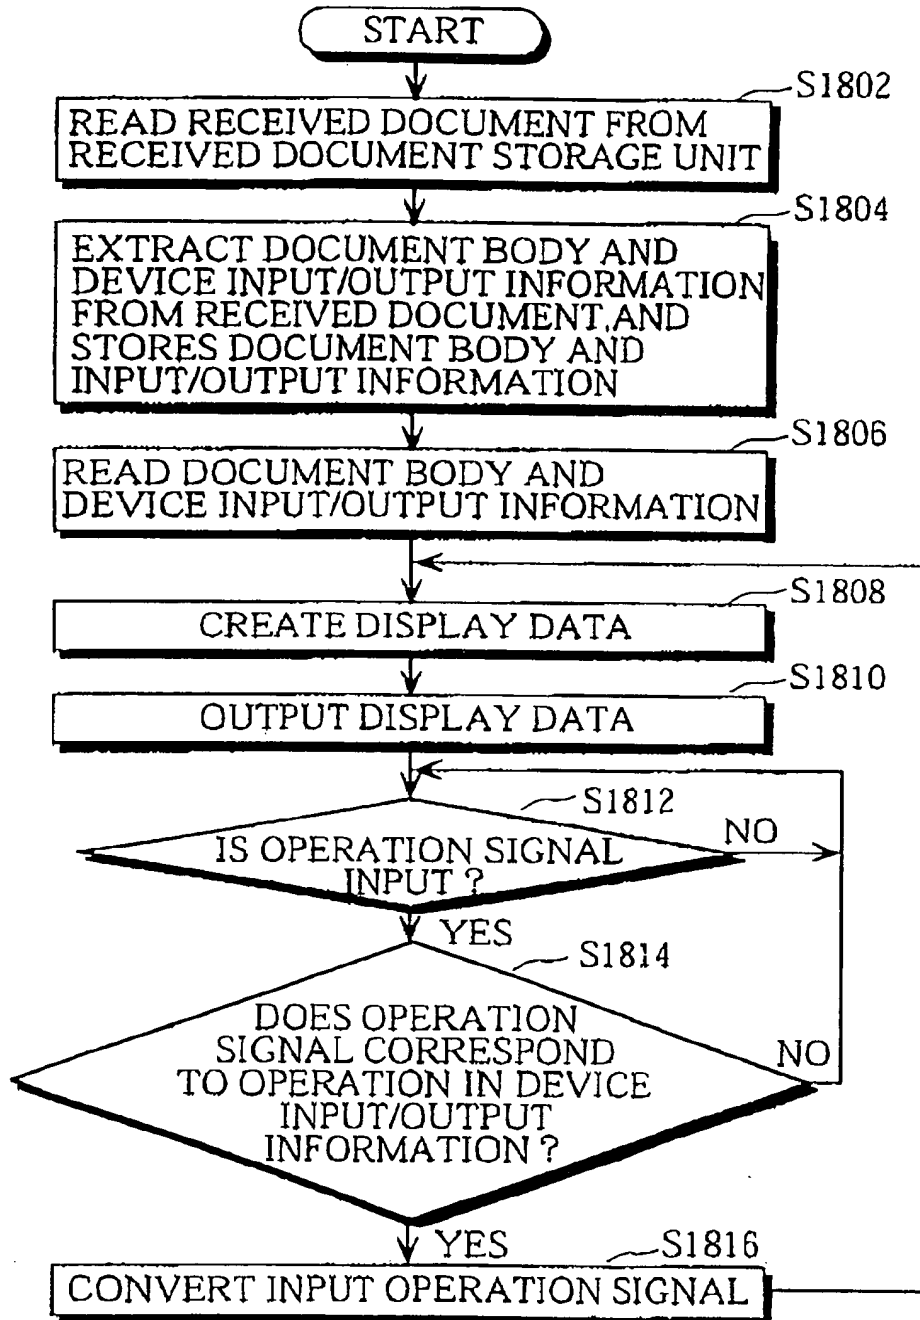 START
S1802
READ RECEIVED DOCUMENT FROM
RECEIVED DOCUMENT STORAGE UNIT
S1804
EXTRACT DOCUMENT BODY AND
DEVICE INPUT/OUTPUT INFORMATION
FROM RECEIVED DOCUMENT, AND
STORES DOCUMENT BODY AND
INPUT/OUTPUT INFORMATION
S1806
READ DOCUMENT BODY AND
DEVICE INPUT/OUTPUT INFORMATION
S1808
CREATE DISPLAY DATA
S1810
OUTPUT DISPLAY DATA
S1812
IS OPERATION SIGNAL
INPUT ?
NO
YES
S1814
DOES OPERATION
SIGNAL CORRESPOND
TO OPERATION IN DEVICE
INPUT/OUTPUT
INFORMATION ?
NO
YES
S1816
CONVERT INPUT OPERATION SIGNAL